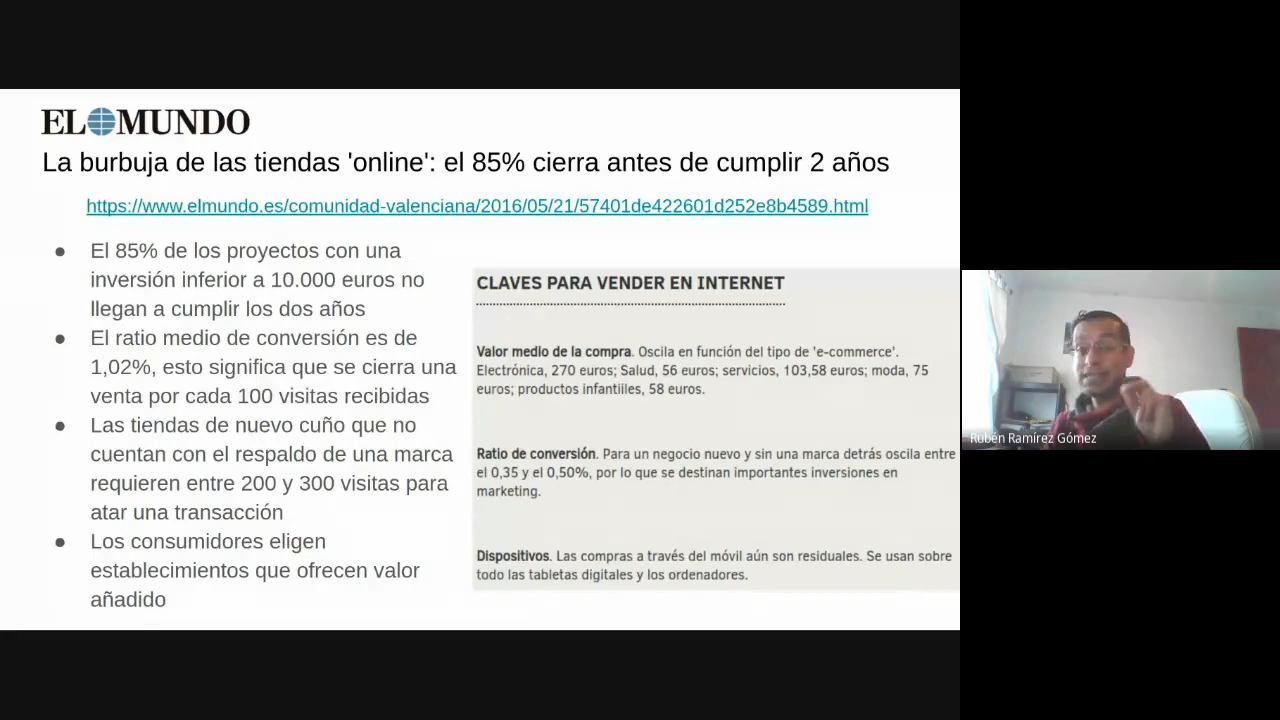 EL MUNDO
La burbuja de las tiendas 'online': el 85% cierra antes de cumplir 2 años
https://www.elmundo.es/comunidad-valenciana/2016/05/21/57401de422601d252e8b4589.html
● El 85% de los proyectos con una
inversión inferior a 10.000 euros no
llegan a cumplir los dos años
● El ratio medio de conversión es de
1,02%, esto significa que se cierra una
venta por cada 100 visitas recibidas
● Las tiendas de nuevo cuño que no
cuentan con el respaldo de una marca
requieren entre 200 y 300 visitas para
atar una transacción
● Los consumidores eligen
establecimientos que ofrecen valor
añadido
CLAVES PARA VENDER EN INTERNET
Valor medio de la compra. Oscila en función del tipo de 'e-commerce'.
Electrónica, 270 euros; Salud, 56 euros; servicios, 103,58 euros; moda, 75
euros; productos infantiiles, 58 euros.
Ratio de conversión. Para un negocio nuevo y sin una marca detrás oscila entre
el 0,35 y el 0,50%, por lo que se destinan importantes inversiones en
marketing.
Dispositivos. Las compras a través del móvil aún son residuales. Se usan sobre
todo las tabletas digitales y los ordenadores.
Rubén Ramírez Gómez